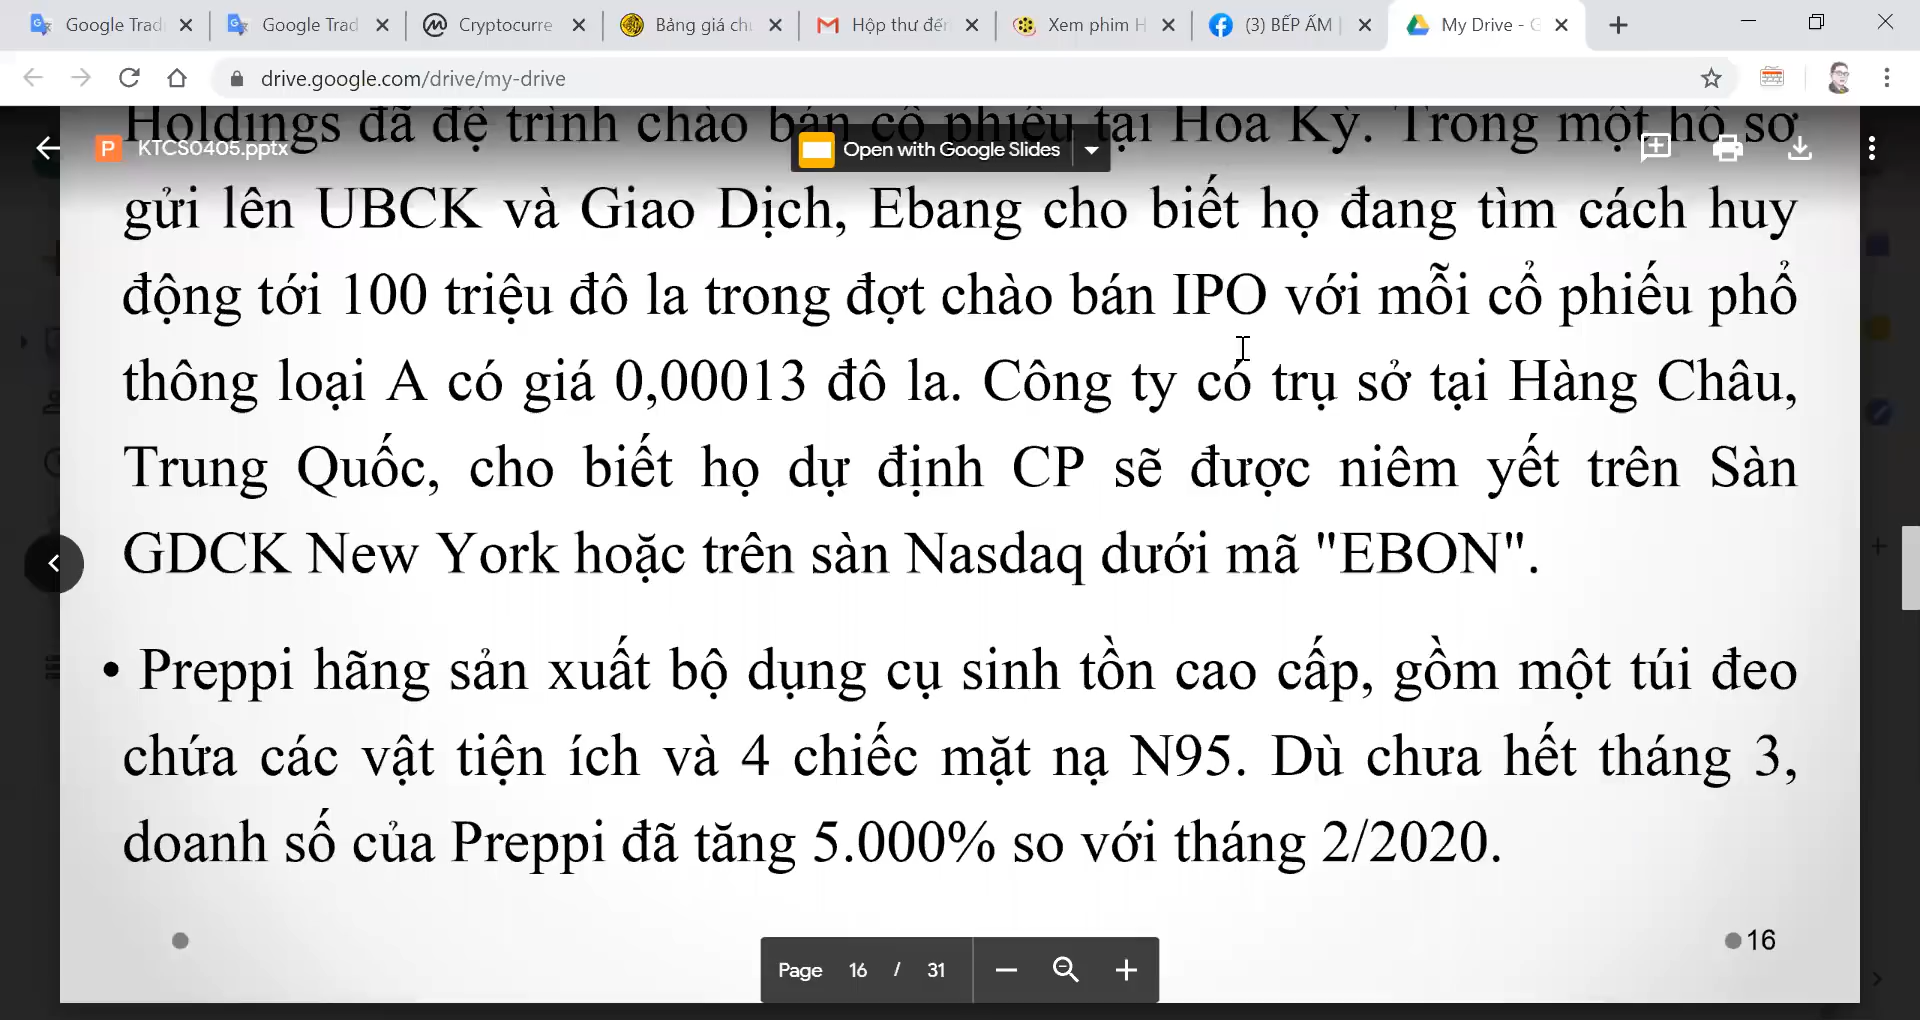 Google Trad
Google Trad
Cryptocurre
Bảng giá ch
Hộp thư đến
Xem phim H
(3) BẾP ẤM |
My Drive - G
drive.google.com/drive/my-drive
Holdings đã đệ trình chào bán cổ phiếu tại Hoa Kỳ. Trong một hồ sơ
P KTCS0405.pptx
Open with Google Slides
gửi lên UBCK và Giao Dịch, Ebang cho biết họ đang tìm cách huy
động tới 100 triệu đô la trong đợt chào bán IPO với mỗi cổ phiếu phổ
thông loại A có giá 0,00013 đô la. Công ty có trụ sở tại Hàng Châu,
Trung Quốc, cho biết họ dự định CP sẽ được niêm yết trên Sàn
GDCK New York hoặc trên sàn Nasdaq dưới mã "EBON".
• Preppi hãng sản xuất bộ dụng cụ sinh tồn cao cấp, gồm một túi đeo
chứa các vật tiện ích và 4 chiếc mặt nạ N95. Dù chưa hết tháng 3,
doanh số của Preppi đã tăng 5.000% so với tháng 2/2020.
16
Page 16 / 31